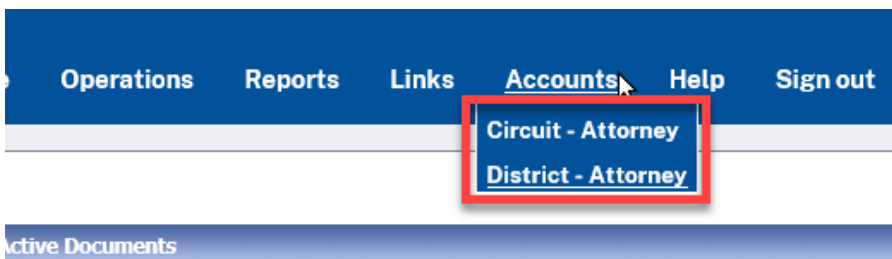 Operations Reports Links Accounts Help Sign out
Circuit - Attorney
District - Attorney
Active Documents